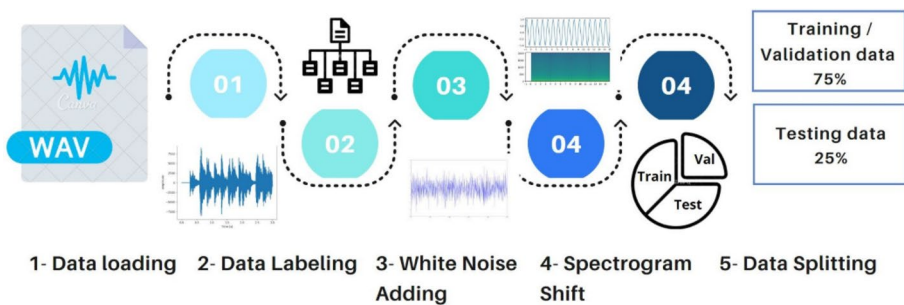 WAV
Canva
01
02
03
04
04
Train
Val
Test
Training /
Validation data
75%
Testing data
25%
1- Data loading
2- Data Labeling
3- White Noise
Adding
4- Spectrogram
Shift
5- Data Splitting